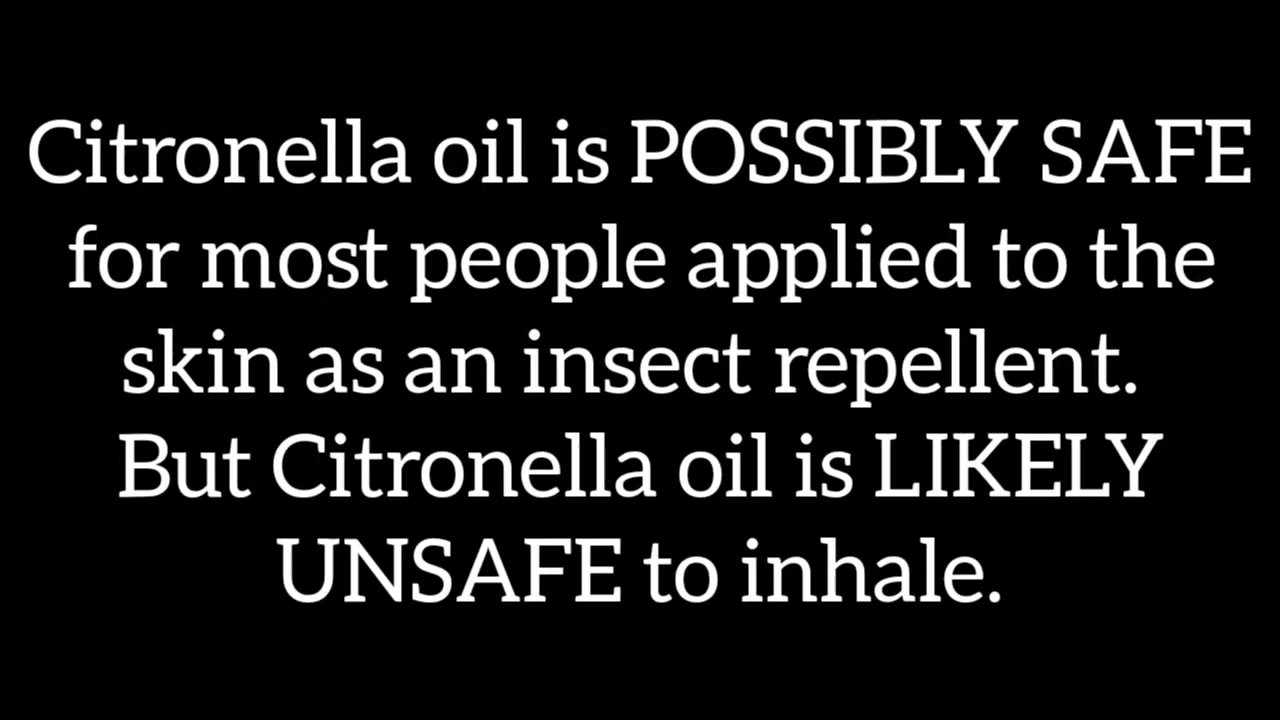 Citronella oil is POSSIBLY SAFE
for most people applied to the
skin as an insect repellent.
But Citronella oil is LIKELY
UNSAFE to inhale.